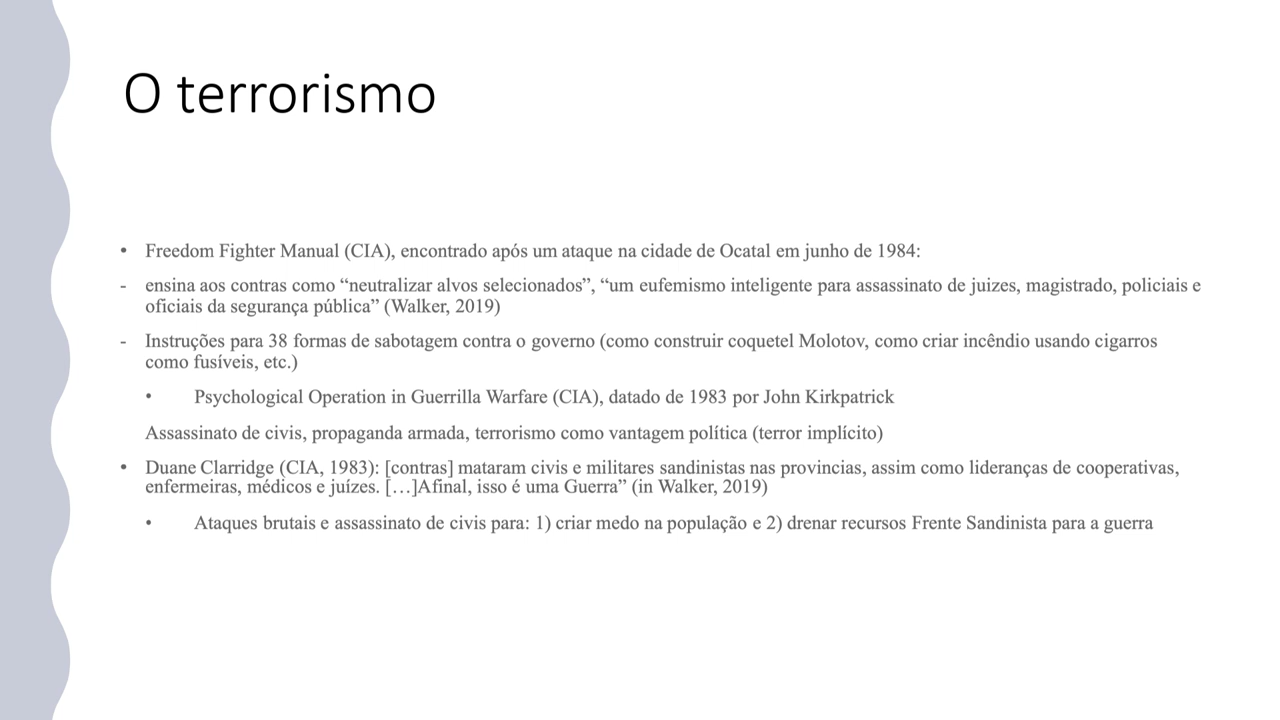 O terrorismo
• Freedom Fighter Manual (CIA), encontrado após um ataque na cidade de Ocatal em junho de 1984:
- ensina aos contras como “neutralizar alvos selecionados”, “um eufemismo inteligente para assassinato de juizes, magistrado, policiais e
oficiais da segurança pública” (Walker, 2019)
- Instruções para 38 formas de sabotagem contra o governo (como construir coquetel Molotov, como criar incêndio usando cigarros
como fusíveis, etc.)
• Psychological Operation in Guerrilla Warfare (CIA), datado de 1983 por John Kirkpatrick
Assassinato de civis, propaganda armada, terrorismo como vantagem política (terror implícito)
• Duane Clarridge (CIA, 1983): [contras] mataram civis e militares sandinistas nas provincias, assim como lideranças de cooperativas,
enfermeiras, médicos e juízes. […]Afinal, isso é uma Guerra” (in Walker, 2019)
• Ataques brutais e assassinato de civis para: 1) criar medo na população e 2) drenar recursos Frente Sandinista para a guerra